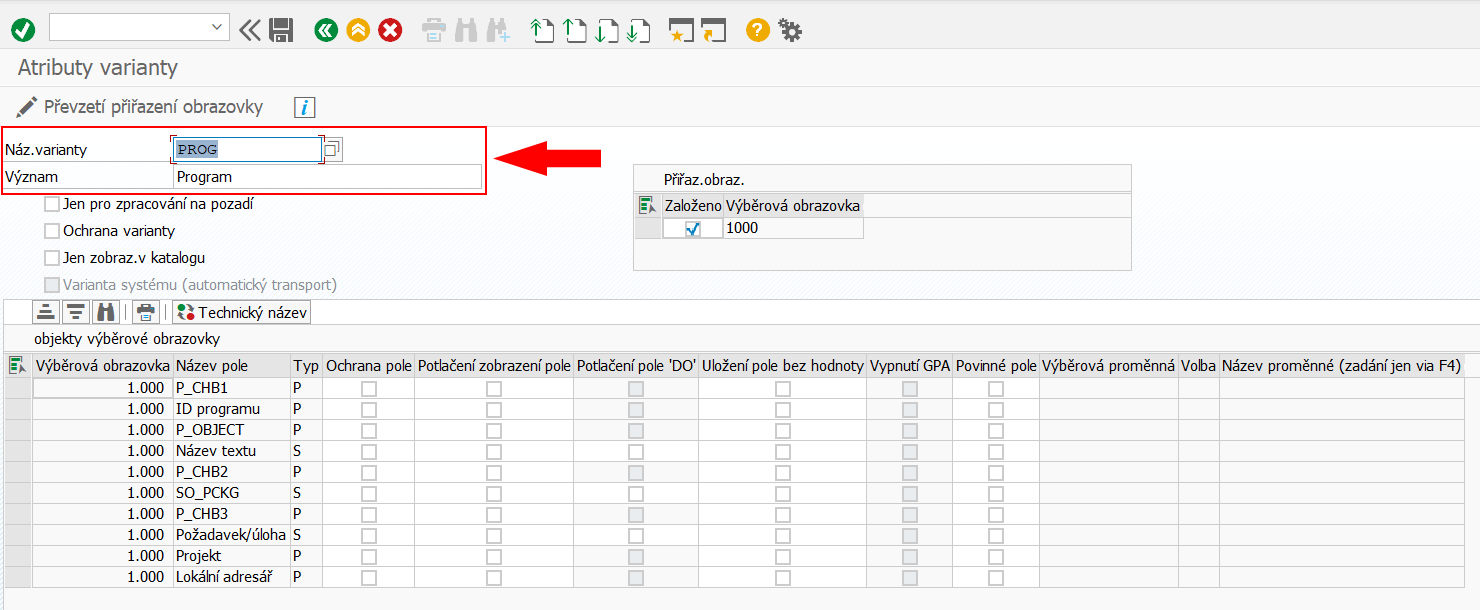 Atributy varianty
Převzetí přiřazení obrazovky
Náz.varianty PROG
Význam Program
Jen pro zpracování na pozadí
Ochrana varianty
Jen zobraz.v katalogu
Varianta systému (automatický transport)
Přiřaz.obraz.
Založeno Výběrová obrazovka
1000
Technický název
objekty výběrové obrazovky
Výběrová obrazovka Název pole Typ Ochrana pole Potlačení zobrazení pole Potlačení pole 'DO' Uložení pole bez hodnoty Vypnutí GPA Povinné pole Výběrová proměnná Volba Název proměnné (zadání jen via F4)
1.000 P_CHB1 P
1.000 ID programu P
1.000 P_OBJECT P
1.000 Název textu S
1.000 P_CHB2 P
1.000 SO_PCKG S
1.000 P_CHB3 P
1.000 Požadavek/úloha S
1.000 Projekt P
1.000 Lokální adresář P